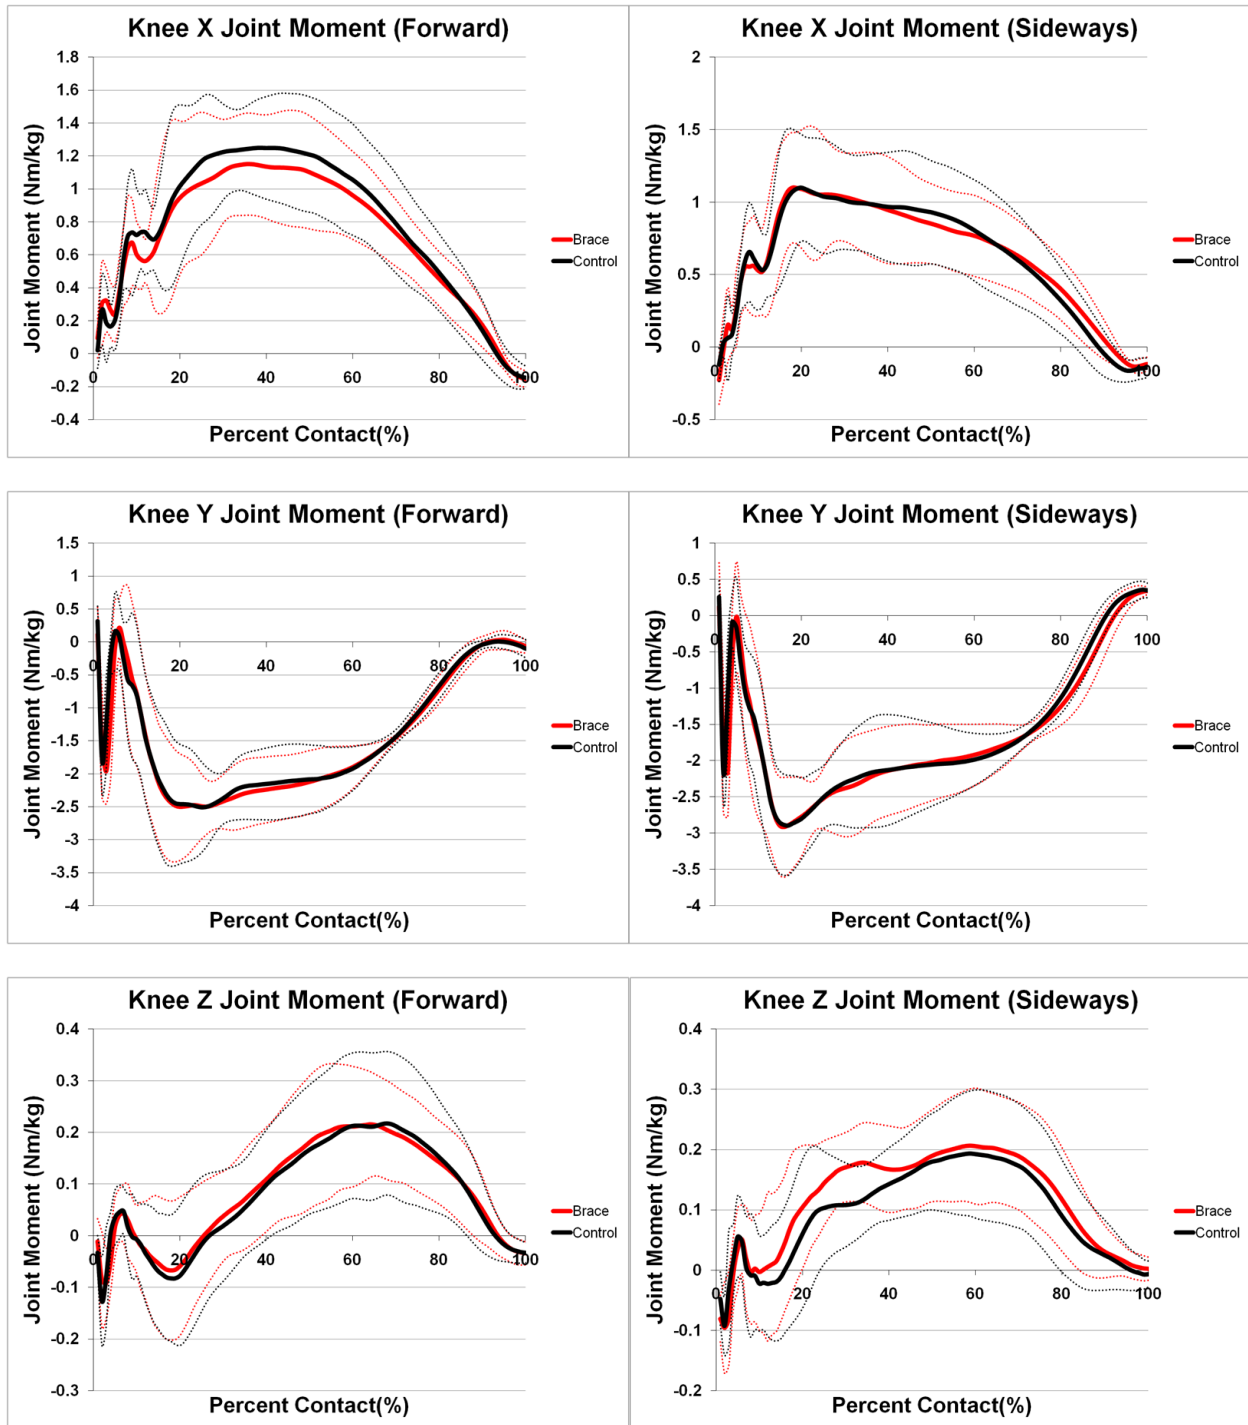 Knee X Joint Moment (Forward)
1.8
1.6
1.4
1.2
1
0.8
0.6
0.4
0.2
0
-0.2
-0.4
0 20 40 60 80 100
Joint Moment (Nm/kg)
Percent Contact(%)
Brace
Control
Knee X Joint Moment (Sideways)
2
1.5
1
0.5
0
-0.5
0 20 40 60 80 100
Joint Moment (Nm/kg)
Percent Contact(%)
Brace
Control
Knee Y Joint Moment (Forward)
1.5
1
0.5
0
-0.5
-1
-1.5
-2
-2.5
-3
-3.5
-4
0 20 40 60 80 100
Joint Moment (Nm/kg)
Percent Contact(%)
Brace
Control
Knee Y Joint Moment (Sideways)
1
0.5
0
-0.5
-1
-1.5
-2
-2.5
-3
-3.5
-4
0 20 40 60 80 100
Joint Moment (Nm/kg)
Percent Contact(%)
Brace
Control
Knee Z Joint Moment (Forward)
0.4
0.3
0.2
0.1
0
-0.1
-0.2
-0.3
0 20 40 60 80 100
Joint Moment (Nm/kg)
Percent Contact(%)
Brace
Control
Knee Z Joint Moment (Sideways)
0.4
0.3
0.2
0.1
0
-0.1
-0.2
0 20 40 60 80 100
Joint Moment (Nm/kg)
Percent Contact(%)
Brace
Control